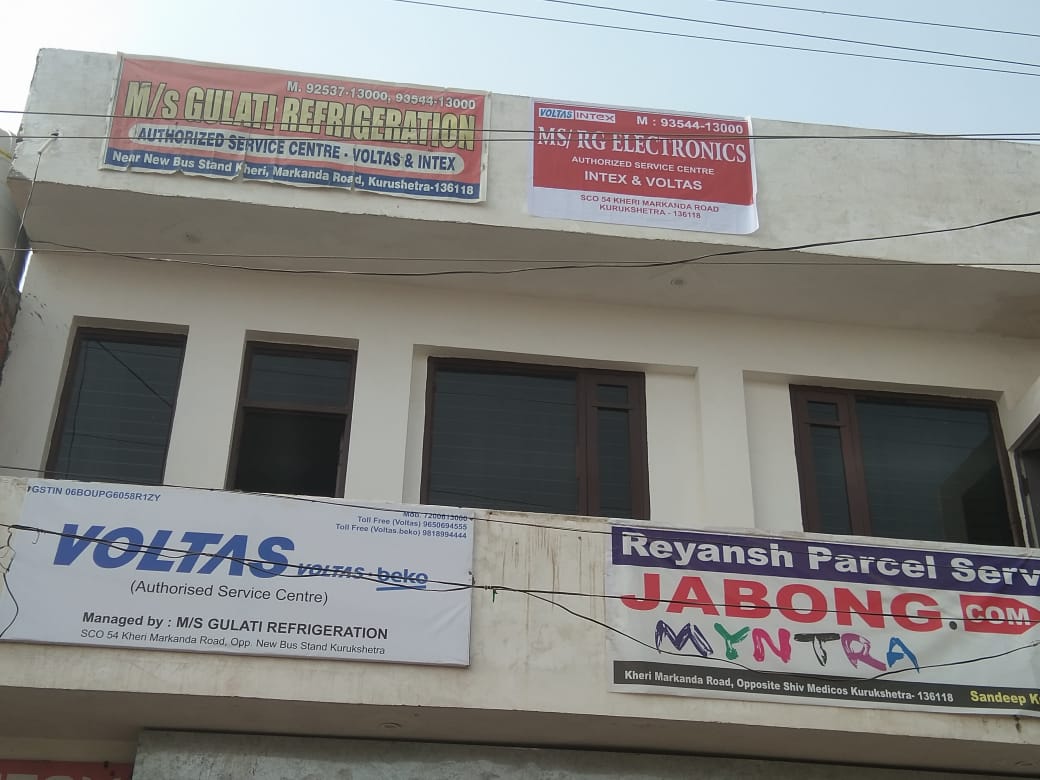 M. 92537-13000, 93544-13000
M/s GULATI REFRIGERATION
AUTHORIZED SERVICE CENTRE - VOLTAS & INTEX
Near New Bus Stand Kheri, Markanda Road, Kurushetra-136118
VOLTAS INTEX M : 93544-13000
MS/ RG ELECTRONICS
AUTHORIZED SERVICE CENTRE
INTEX & VOLTAS
SCO 54 KHERI MARKANDA ROAD
KURUKSHETRA - 136118
GSTIN 06BOUPG6058R1ZY
Mob.
Toll Free (Voltas) 9650694555
Toll Free (Voltas.beko) 9818994444
VOLTAS VOLTAS · beko
(Authorised Service Centre)
Managed by : M/S GULATI REFRIGERATION
SCO 54 Kheri Markanda Road, Opp. New Bus Stand Kurukshetra
Reyansh Parcel Serv
JABONG.COM
MYNTRA
Kheri Markanda Road, Opposite Shiv Medicos Kurukshetra- 136118 Sandeep K